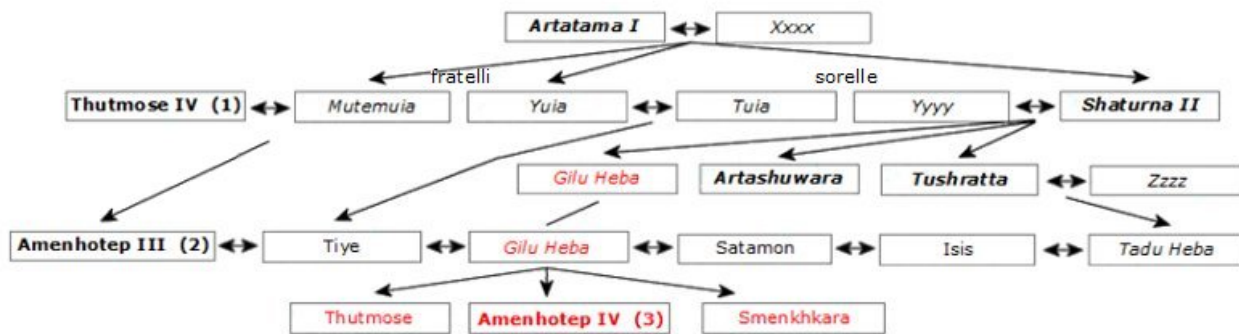 Artatama I Xxxx
fratelli sorelle
Thutmose IV (1) Mutemuia Yuia Tuia Yyyy Shaturna II
Gilu Heba Artashuwara Tushratta Zzzz
Amenhotep III (2) Tiye Gilu Heba Satamon Isis Tadu Heba
Thutmose Amenhotep IV (3) Smenkhkara